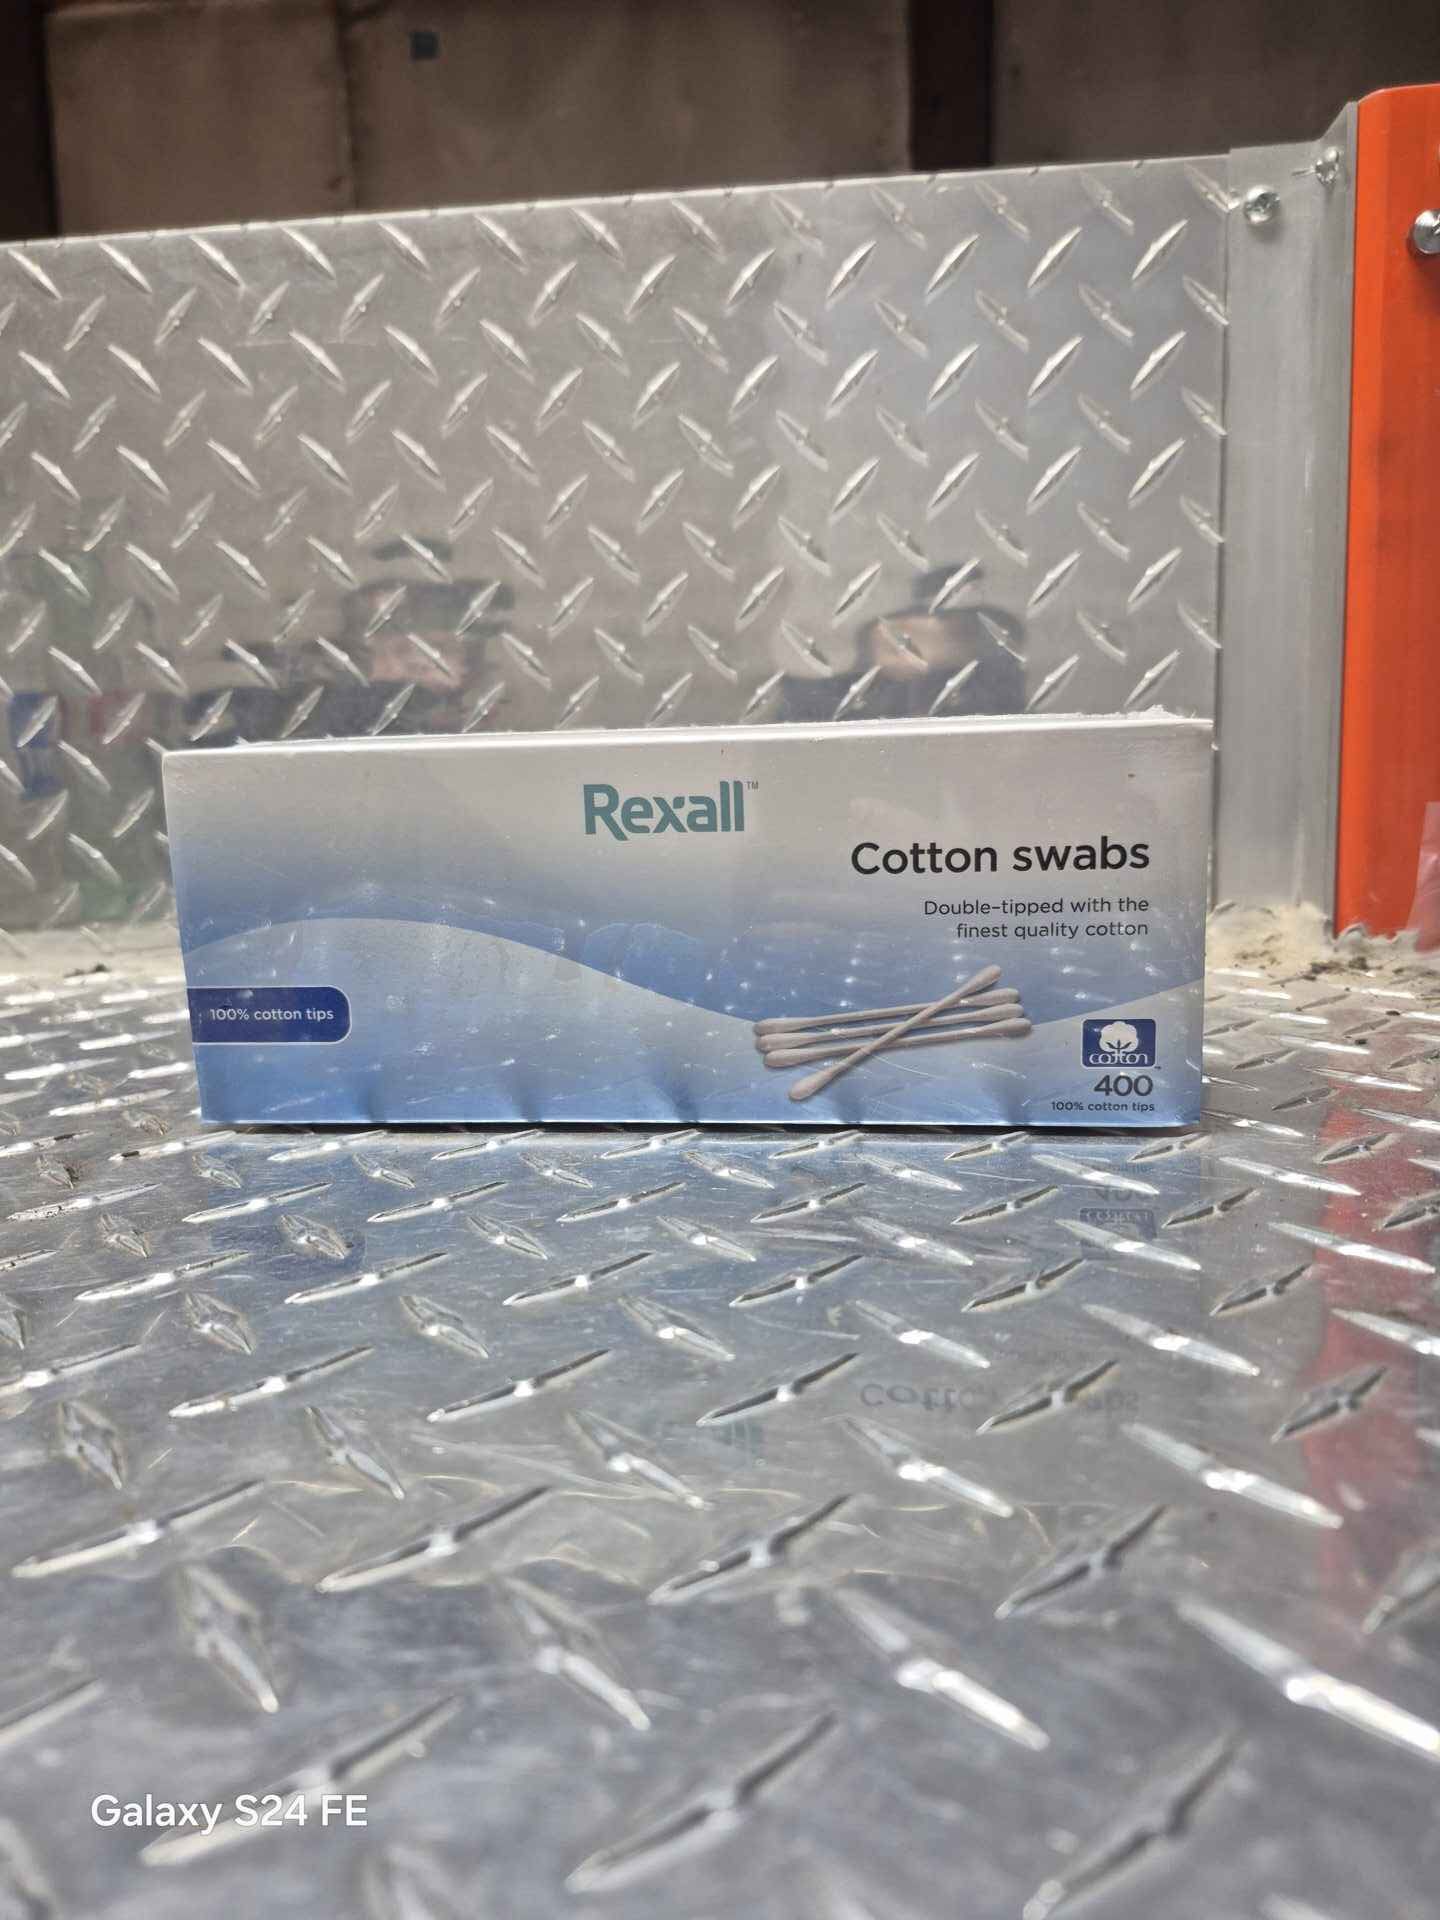 Rexall™
Cotton swabs
Double-tipped with the
finest quality cotton
100% cotton tips
cotton™
400
100% cotton tips
Galaxy S24 FE